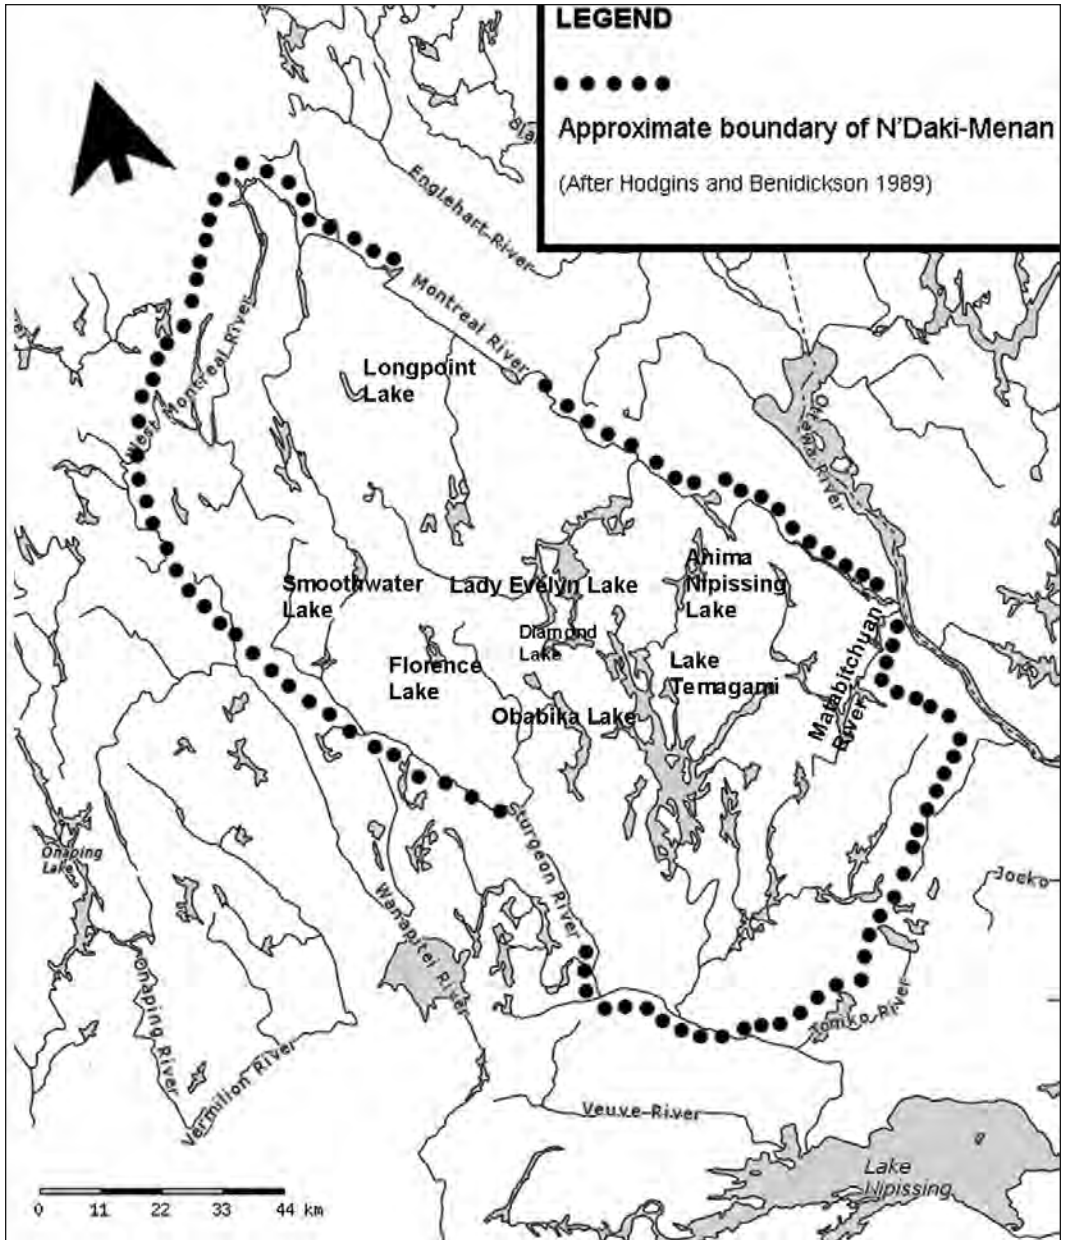 LEGEND
Approximate boundary of N'Daki-Menan
(After Hodgins and Benidickson 1989)
Englehart River
Montreal River
West Montreal River
Ottawa River
Longpoint
Lake
Smoothwater
Lake
Lady Evelyn Lake
Anima
Nipissing
Lake
Diamond
Lake
Florence
Lake
Lake
Temagami
Obabika Lake
Matabitchuan
River
Sturgeon River
Onaping
Lake
Wanapitei River
Jocko
Onaping River
Tomiko River
Vermilion River
Veuve River
Lake
Nipissing
0 11 22 33 44 km